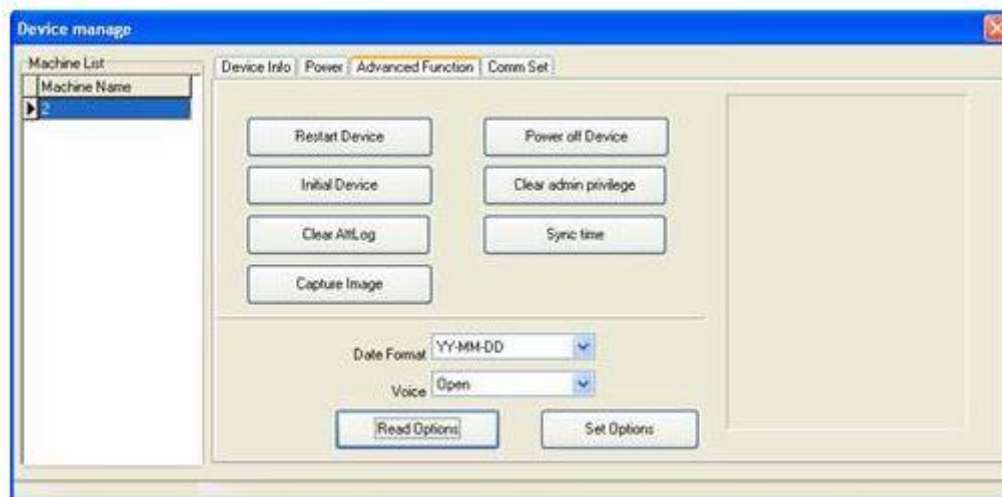 Device manage
Machine List
Machine Name
2
Device Info Power Advanced Function Comm Set
Restart Device Power off Device
Initial Device Clear admin privilege
Clear AttLog Sync time
Capture Image
Date Format YY-MM-DD
Voice Open
Read Options Set Options